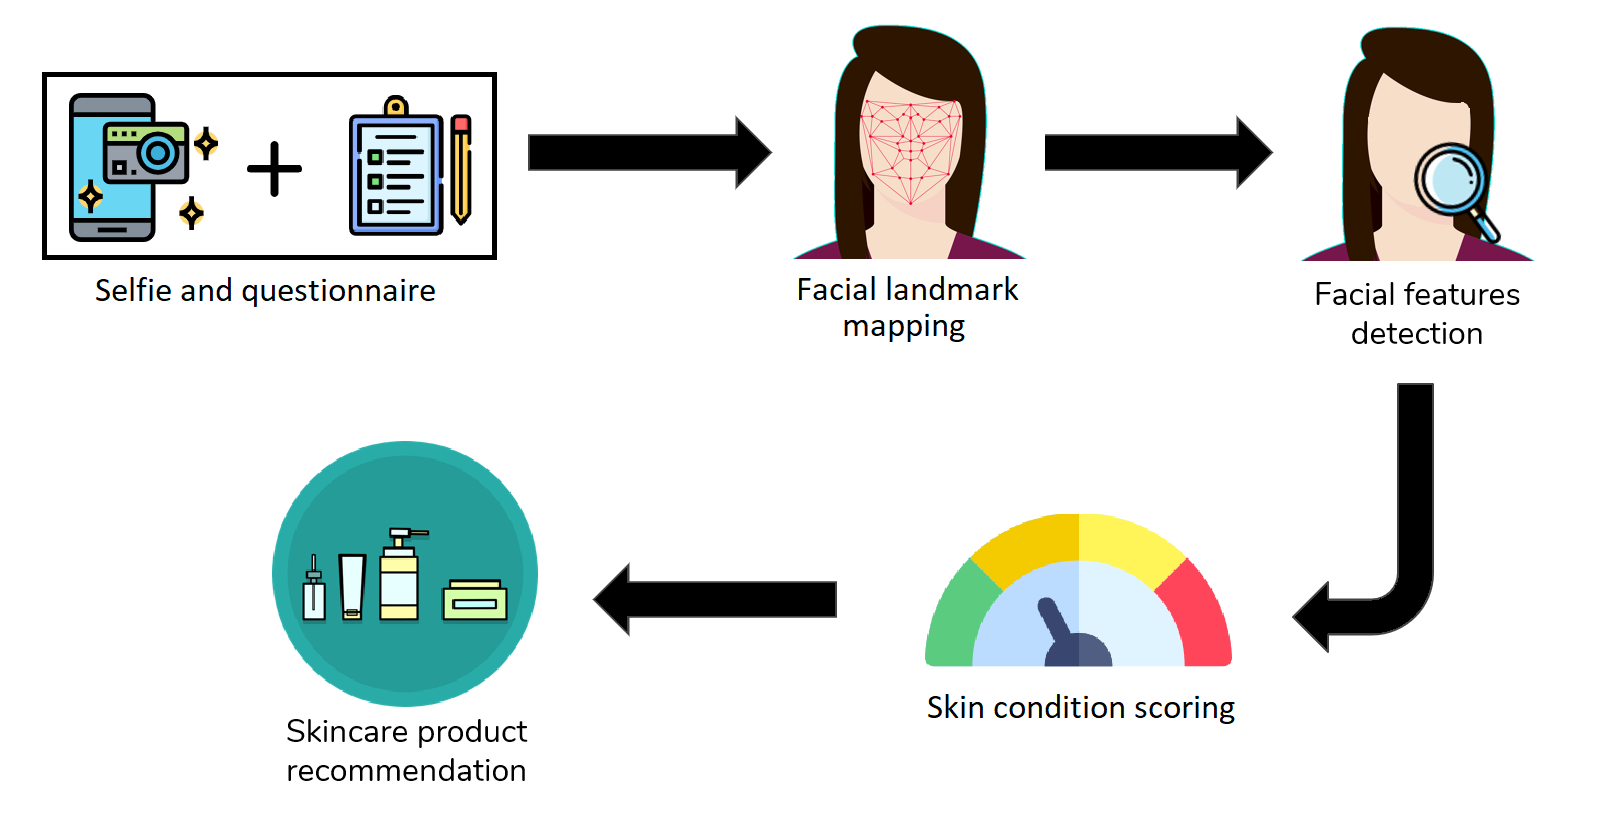 Selfie and questionnaire
Facial landmark
mapping
Facial features
detection
Skin condition scoring
Skincare product
recommendation